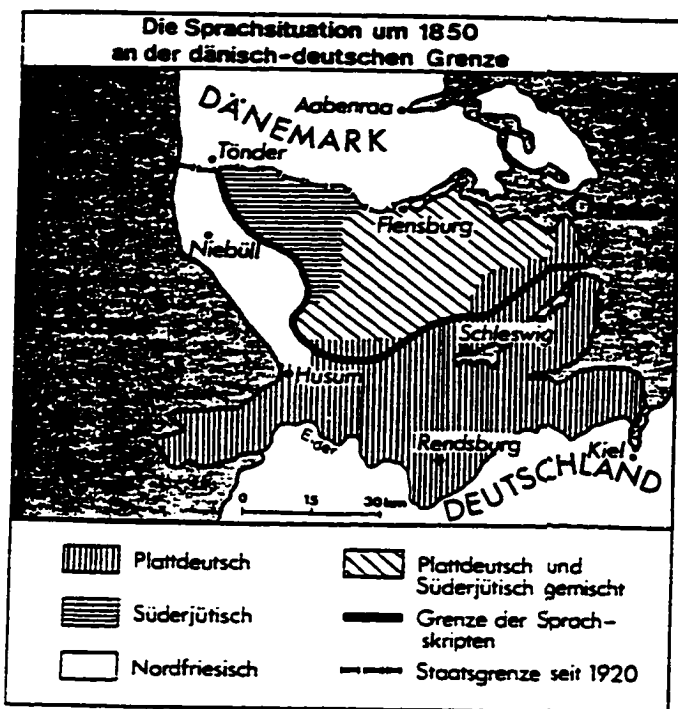 Die Sprachsituation um 1850
an der dänisch-deutschen Grenze
DÄNEMARK
Aabenraa
Tönder
Flensburg
Niebüll
Schleswig
Husum
Eider
Rendsburg
Kiel
DEUTSCHLAND
0 15 30 km
Plattdeutsch
Süderjütisch
Nordfriesisch
Plattdeutsch und
Süderjütisch gemischt
Grenze der Sprach-
skripten
Staatsgrenze seit 1920